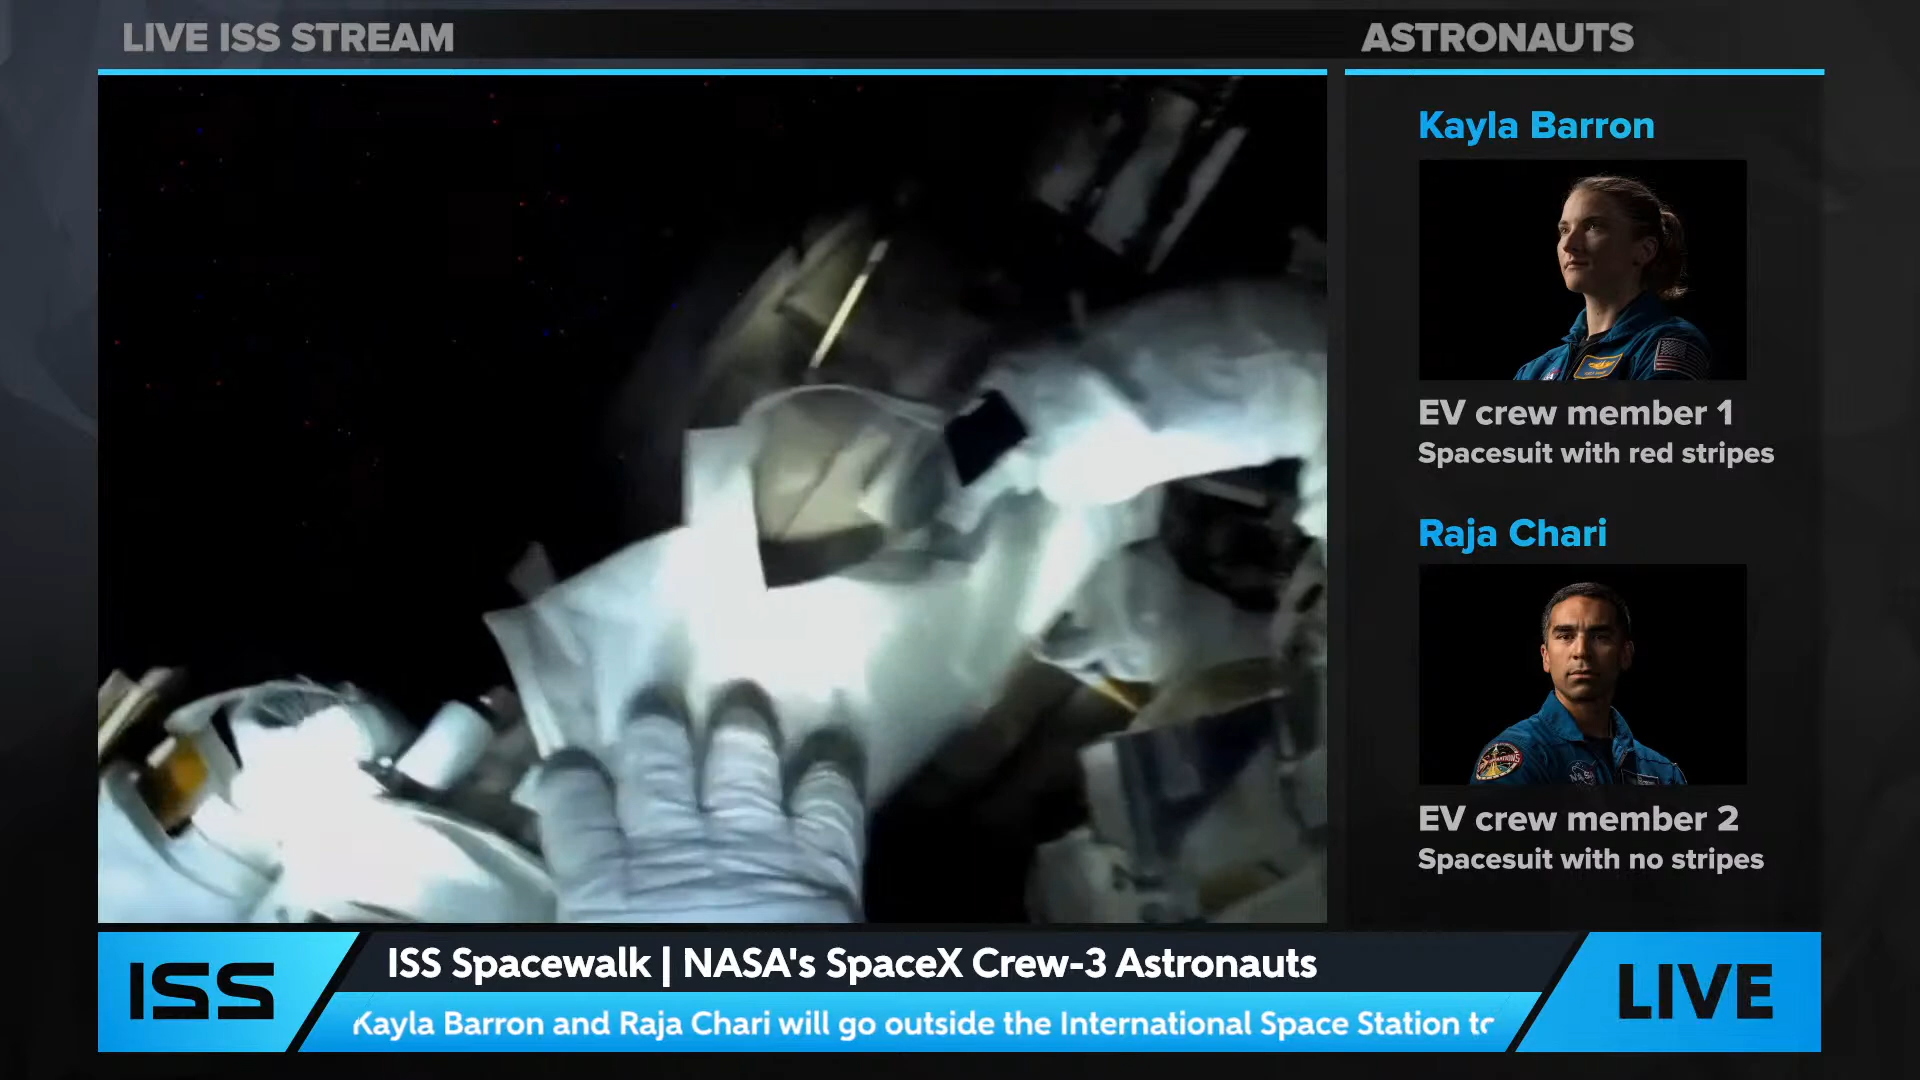 LIVE ISS STREAM
ASTRONAUTS
Kayla Barron
EV crew member 1
Spacesuit with red stripes
Raja Chari
EV crew member 2
Spacesuit with no stripes
ISS
ISS Spacewalk | NASA's SpaceX Crew-3 Astronauts
Kayla Barron and Raja Chari will go outside the International Space Station
LIVE